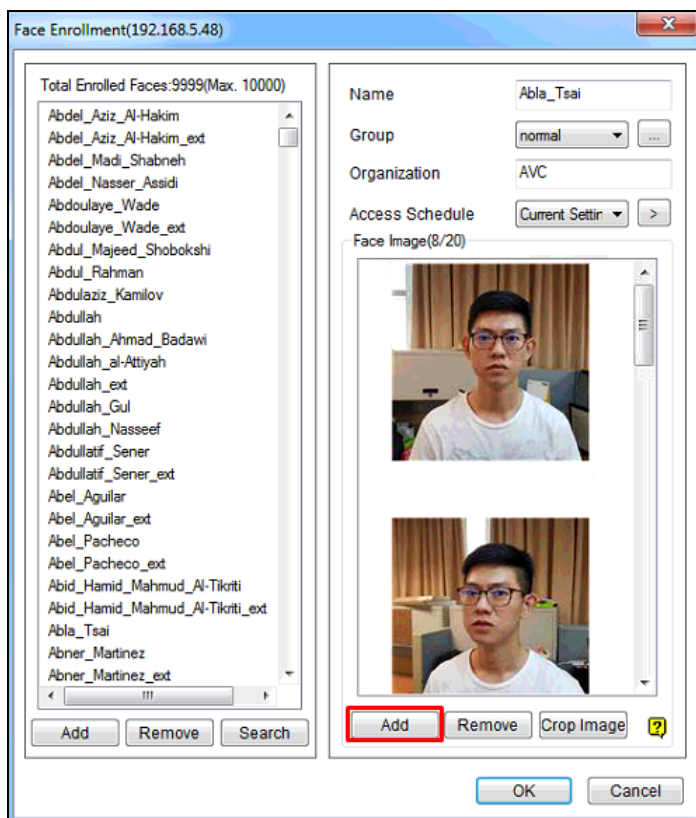 Face Enrollment(192.168.5.48)
Total Enrolled Faces:9999(Max. 10000)
Abdel_Aziz_Al-Hakim
Abdel_Aziz_Al-Hakim_ext
Abdel_Madi_Shabneh
Abdel_Nasser_Assidi
Abdoulaye_Wade
Abdoulaye_Wade_ext
Abdul_Majeed_Shobokshi
Abdul_Rahman
Abdulaziz_Kamilov
Abdullah
Abdullah_Ahmad_Badawi
Abdullah_al-Attiyah
Abdullah_ext
Abdullah_Gul
Abdullah_Nasseef
Abdullatif_Sener
Abdullatif_Sener_ext
Abel_Aguilar
Abel_Aguilar_ext
Abel_Pacheco
Abel_Pacheco_ext
Abid_Hamid_Mahmud_Al-Tikriti
Abid_Hamid_Mahmud_Al-Tikriti_ext
Abla_Tsai
Abner_Martinez
Abner_Martinez_ext
Add Remove Search
Name Abla_Tsai
Group normal ...
Organization AVC
Access Schedule Current Settin >
Face Image(8/20)
Add Remove Crop Image ?
OK Cancel